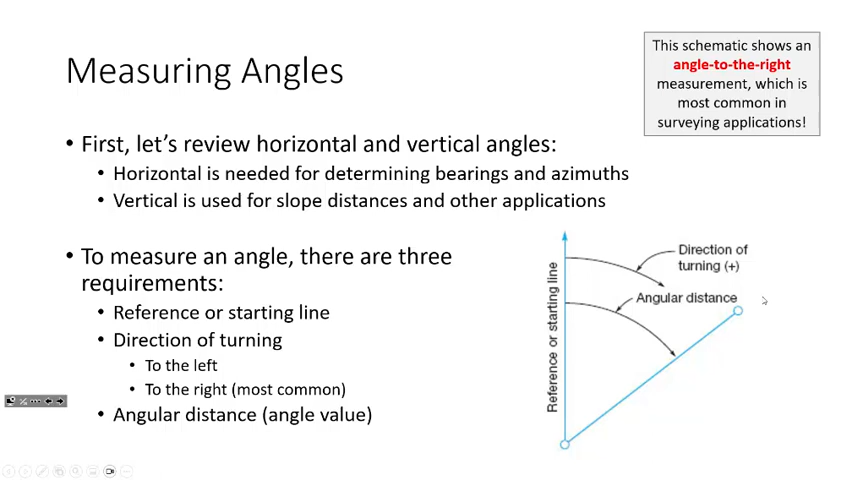 Measuring Angles
This schematic shows an
angle-to-the-right
measurement, which is
most common in
surveying applications!
• First, let's review horizontal and vertical angles:
• Horizontal is needed for determining bearings and azimuths
• Vertical is used for slope distances and other applications
• To measure an angle, there are three
requirements:
• Reference or starting line
• Direction of turning
• To the left
• To the right (most common)
• Angular distance (angle value)
Reference or starting line
Direction of
turning (+)
Angular distance